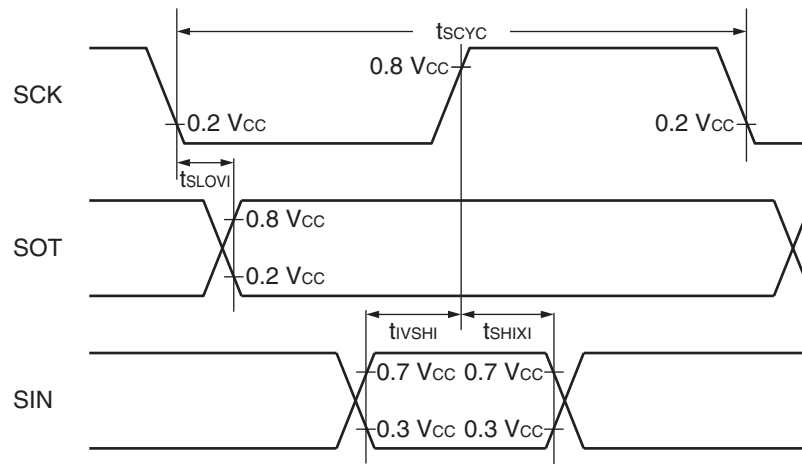 tSCYC
SCK
0.8 VCC
0.2 VCC
0.2 VCC
tSLOVI
SOT
0.8 VCC
0.2 VCC
tIVSHI
tSHIXI
SIN
0.7 VCC
0.7 VCC
0.3 VCC
0.3 VCC